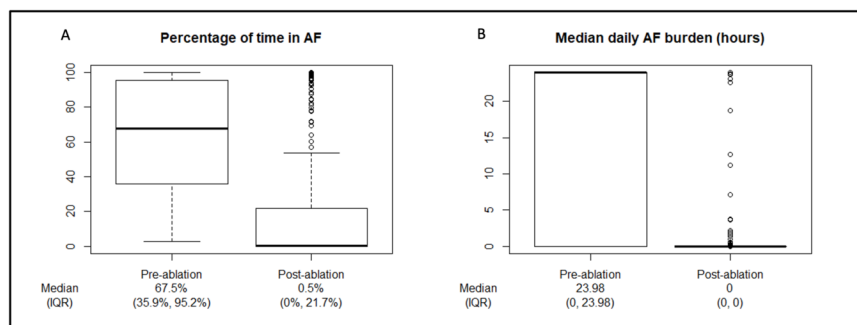 A
Percentage of time in AF
100
80
60
40
20
0
Pre-ablation Post-ablation
Median 67.5% 0.5%
(IQR) (35.9%, 95.2%) (0%, 21.7%)
B
Median daily AF burden (hours)
20
15
10
5
0
Pre-ablation Post-ablation
Median 23.98 0
(IQR) (0, 23.98) (0, 0)